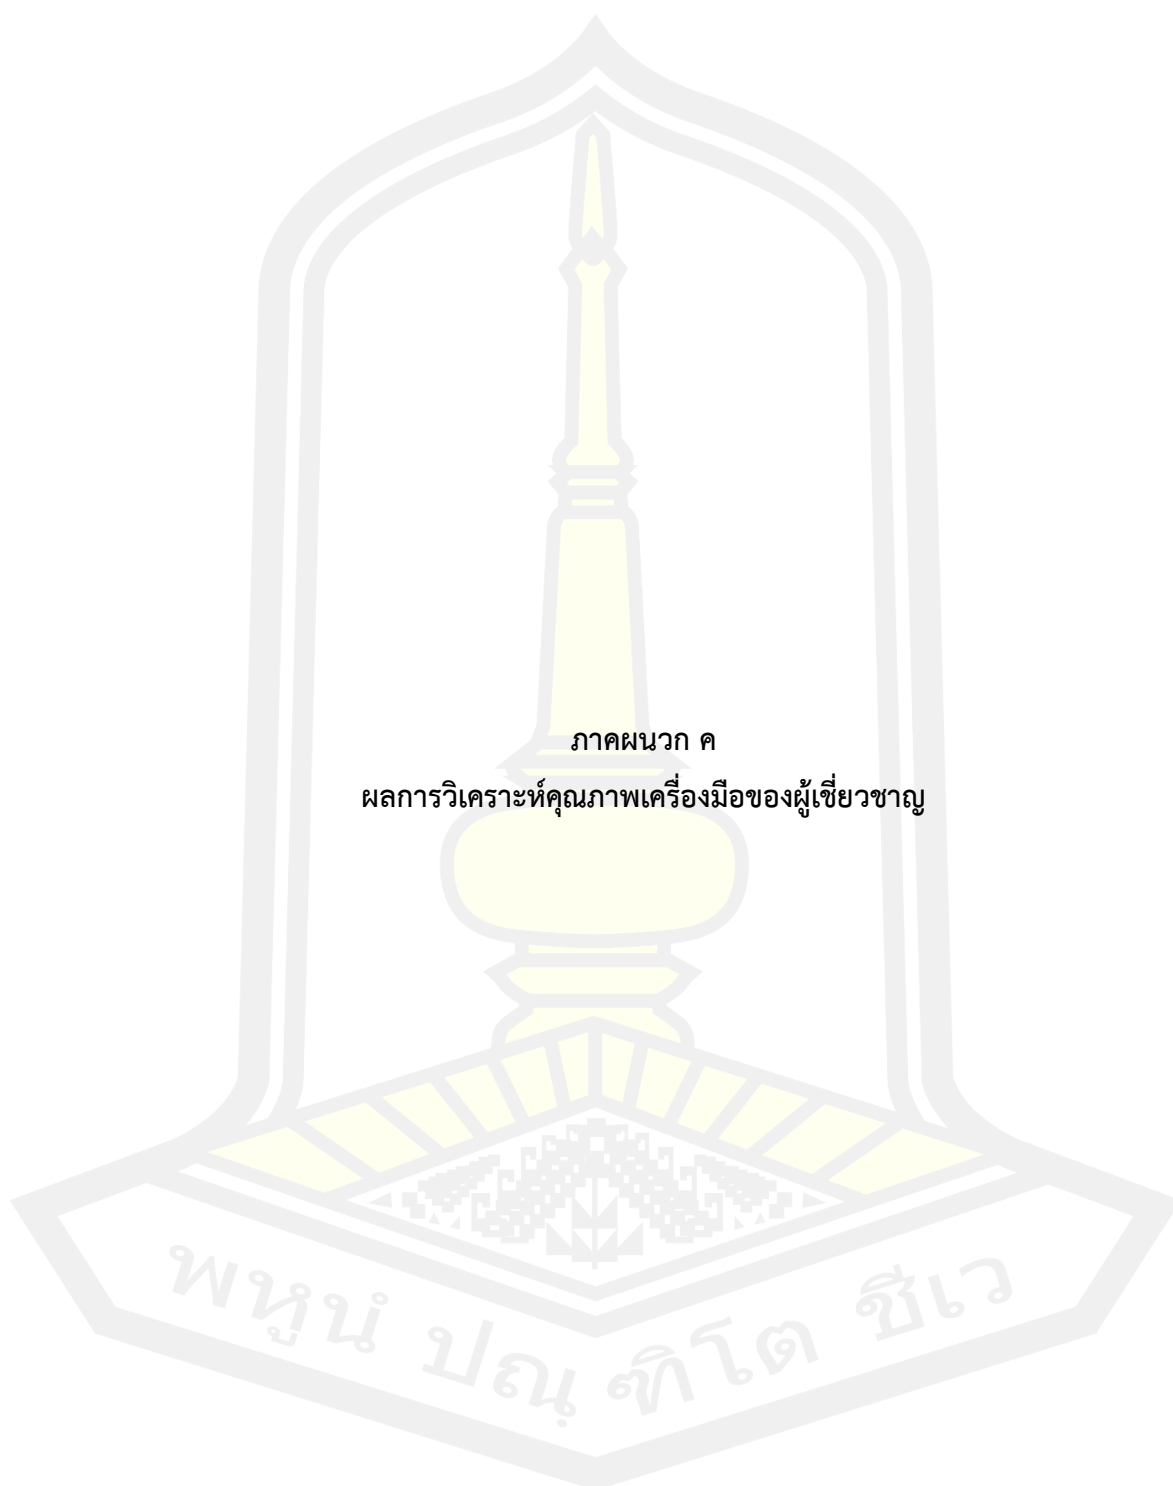 ภาคผนวก ค
ผลการวิเคราะห์คุณภาพเครื่องมือของผู้เชี่ยวชาญ
พหูนํ ปณฺฑิโต ชีเว